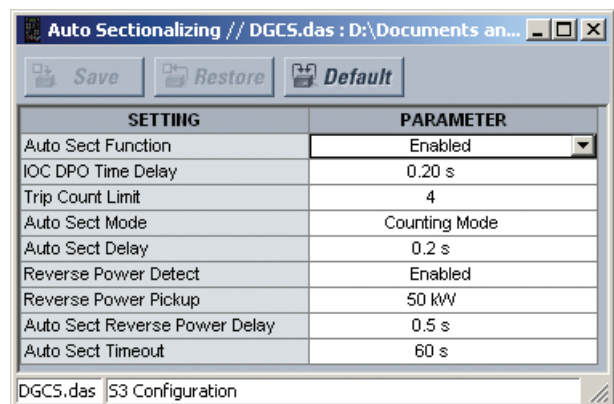 Auto Sectionalizing // DGCS.das : D:\Documents an...
Save Restore Default
SETTING PARAMETER
Auto Sect Function Enabled
IOC DPO Time Delay 0.20 s
Trip Count Limit 4
Auto Sect Mode Counting Mode
Auto Sect Delay 0.2 s
Reverse Power Detect Enabled
Reverse Power Pickup 50 kW
Auto Sect Reverse Power Delay 0.5 s
Auto Sect Timeout 60 s
DGCS.das S3 Configuration